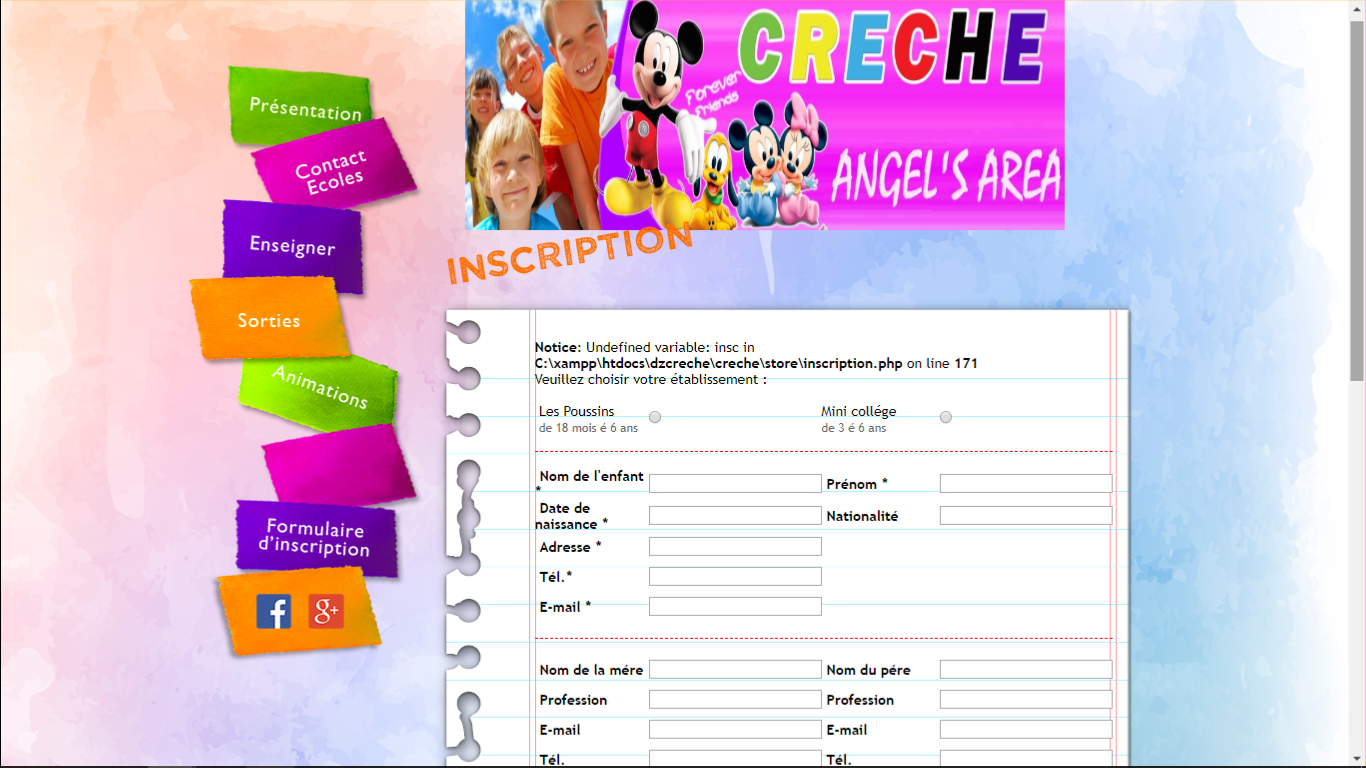 CRECHE
Forever
friends
ANGEL'S AREA
Présentation
Contact
Ecoles
Enseigner
Sorties
Animations
Formulaire
d'inscription
f g+
INSCRIPTION
Notice: Undefined variable: insc in
C:\xampp\htdocs\dzcreche\creche\store\inscription.php on line 171
Veuillez choisir votre établissement :
Les Poussins Mini collége
de 18 mois é 6 ans de 3 é 6 ans
Nom de l'enfant
* Prénom *
Date de
naissance * Nationalité
Adresse *
Tél.*
E-mail *
Nom de la mére Nom du pére
Profession Profession
E-mail E-mail
Tél. Tél.